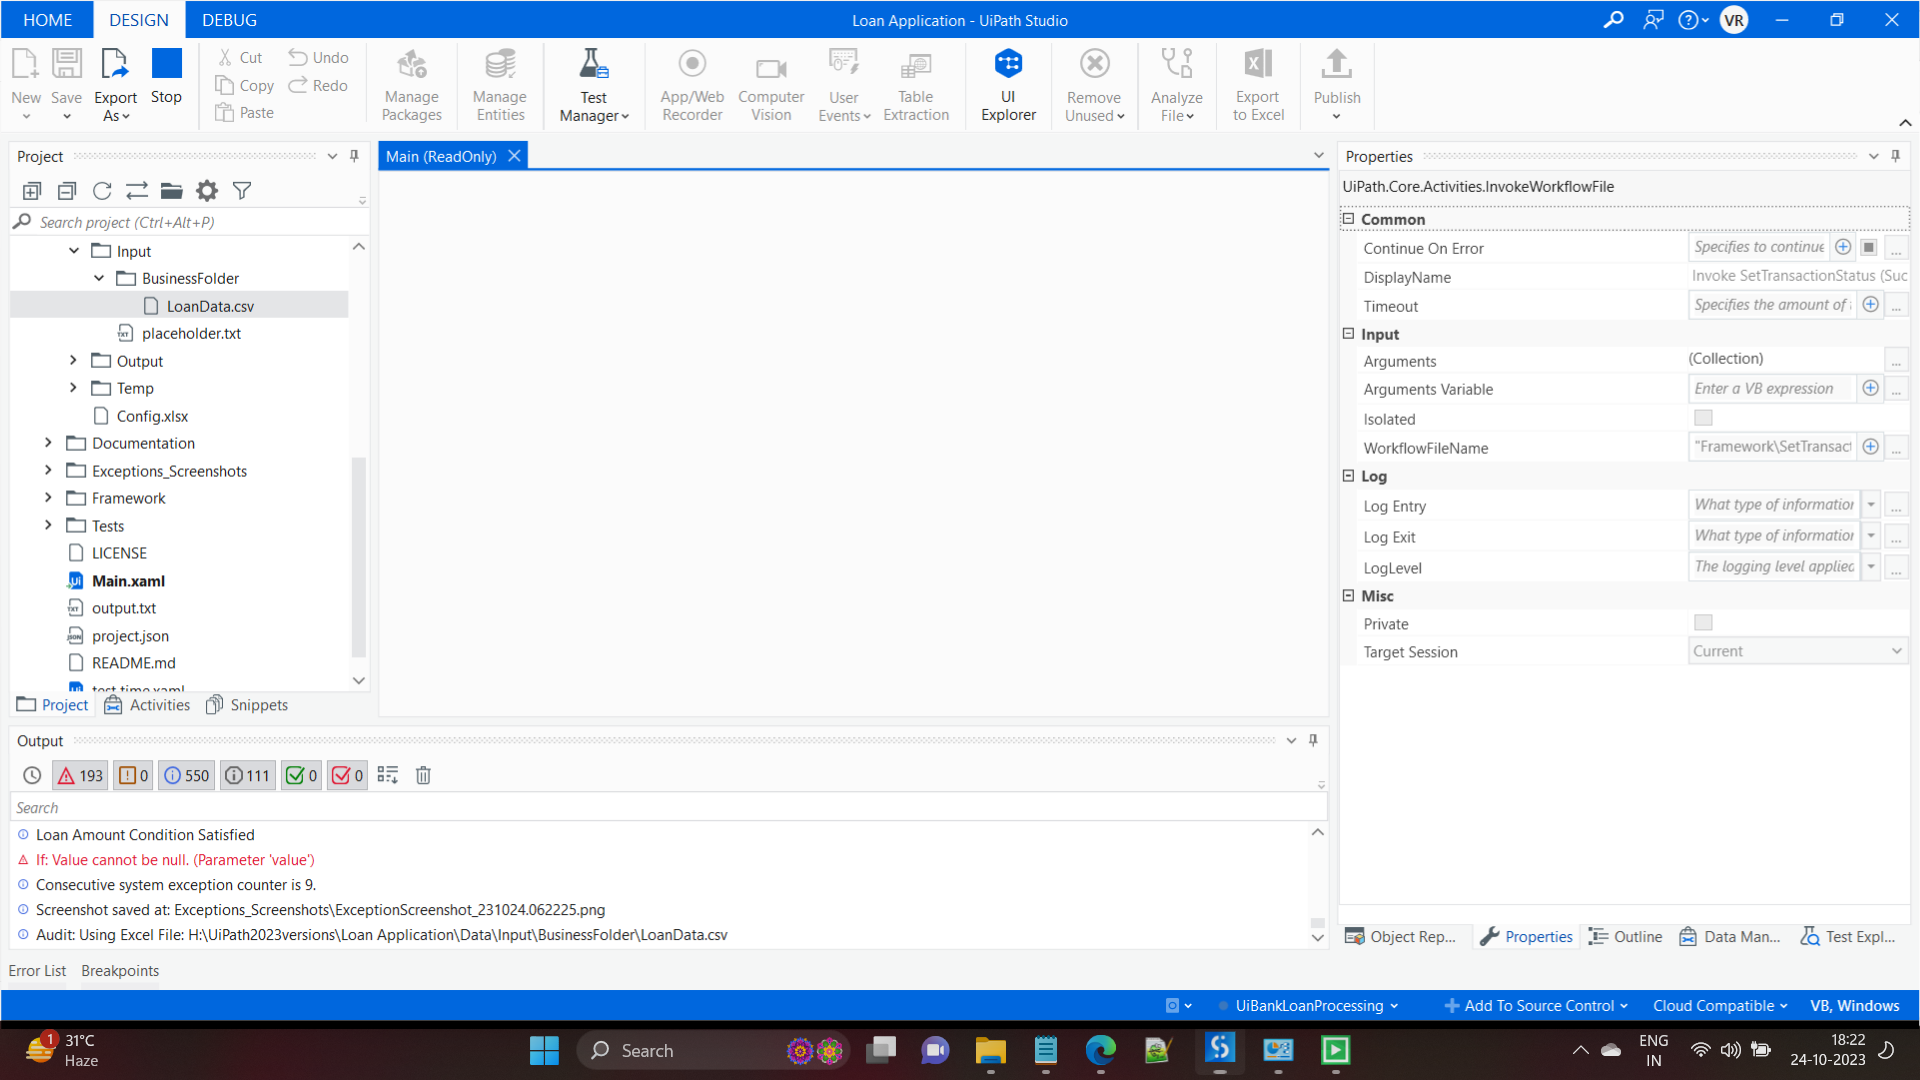 HOME DESIGN DEBUG
Loan Application - UiPath Studio
VR
New
Save
Export As
Stop
Cut
Copy
Paste
Undo
Redo
Manage Packages
Manage Entities
Test Manager
App/Web Recorder
Computer Vision
User Events
Table Extraction
UI Explorer
Remove Unused
Analyze File
Export to Excel
Publish
Project
Search project (Ctrl+Alt+P)
Input
BusinessFolder
LoanData.csv
placeholder.txt
Output
Temp
Config.xlsx
Documentation
Exceptions_Screenshots
Framework
Tests
LICENSE
Main.xaml
output.txt
project.json
README.md
test time.xaml
Project Activities Snippets
Main (ReadOnly)
Properties
UiPath.Core.Activities.InvokeWorkflowFile
Common
Continue On Error Specifies to continue ...
DisplayName Invoke SetTransactionStatus (Suc
Timeout Specifies the amount of ...
Input
Arguments (Collection) ...
Arguments Variable Enter a VB expression ...
Isolated
WorkflowFileName "Framework\SetTransact ...
Log
Log Entry What type of information ...
Log Exit What type of information ...
LogLevel The logging level applied ...
Misc
Private
Target Session Current
Object Rep... Properties Outline Data Man... Test Expl...
Output
193 0 550 111 0 0
Search
Loan Amount Condition Satisfied
If: Value cannot be null. (Parameter 'value')
Consecutive system exception counter is 9.
Screenshot saved at: Exceptions_Screenshots\ExceptionScreenshot_231024.062225.png
Audit: Using Excel File: H:\UiPath2023versions\Loan Application\Data\Input\BusinessFolder\LoanData.csv
Error List Breakpoints
UiBankLoanProcessing Add To Source Control Cloud Compatible VB, Windows
1
31°C
Haze
Search
ENG
IN
18:22
24-10-2023